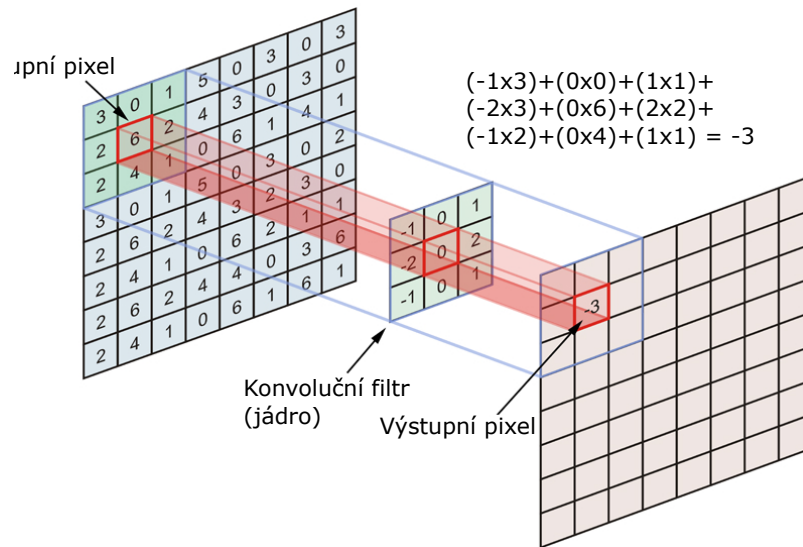 upní pixel
(-1x3)+(0x0)+(1x1)+
(-2x3)+(0x6)+(2x2)+
(-1x2)+(0x4)+(1x1) = -3
3 0 1 5 0 3 0 3
2 6 2 4 3 0 3 0
2 4 1 0 6 1 4 1
3 0 1 5 0 3 0 2
2 6 2 4 3 2 3 0
2 4 1 0 6 2 1 1
2 6 2 4 4 0 3 6
2 4 1 0 6 1 6 1
-1 0 1
-2 0 2
-1 0 1
-3
Konvoluční filtr
(jádro)
Výstupní pixel